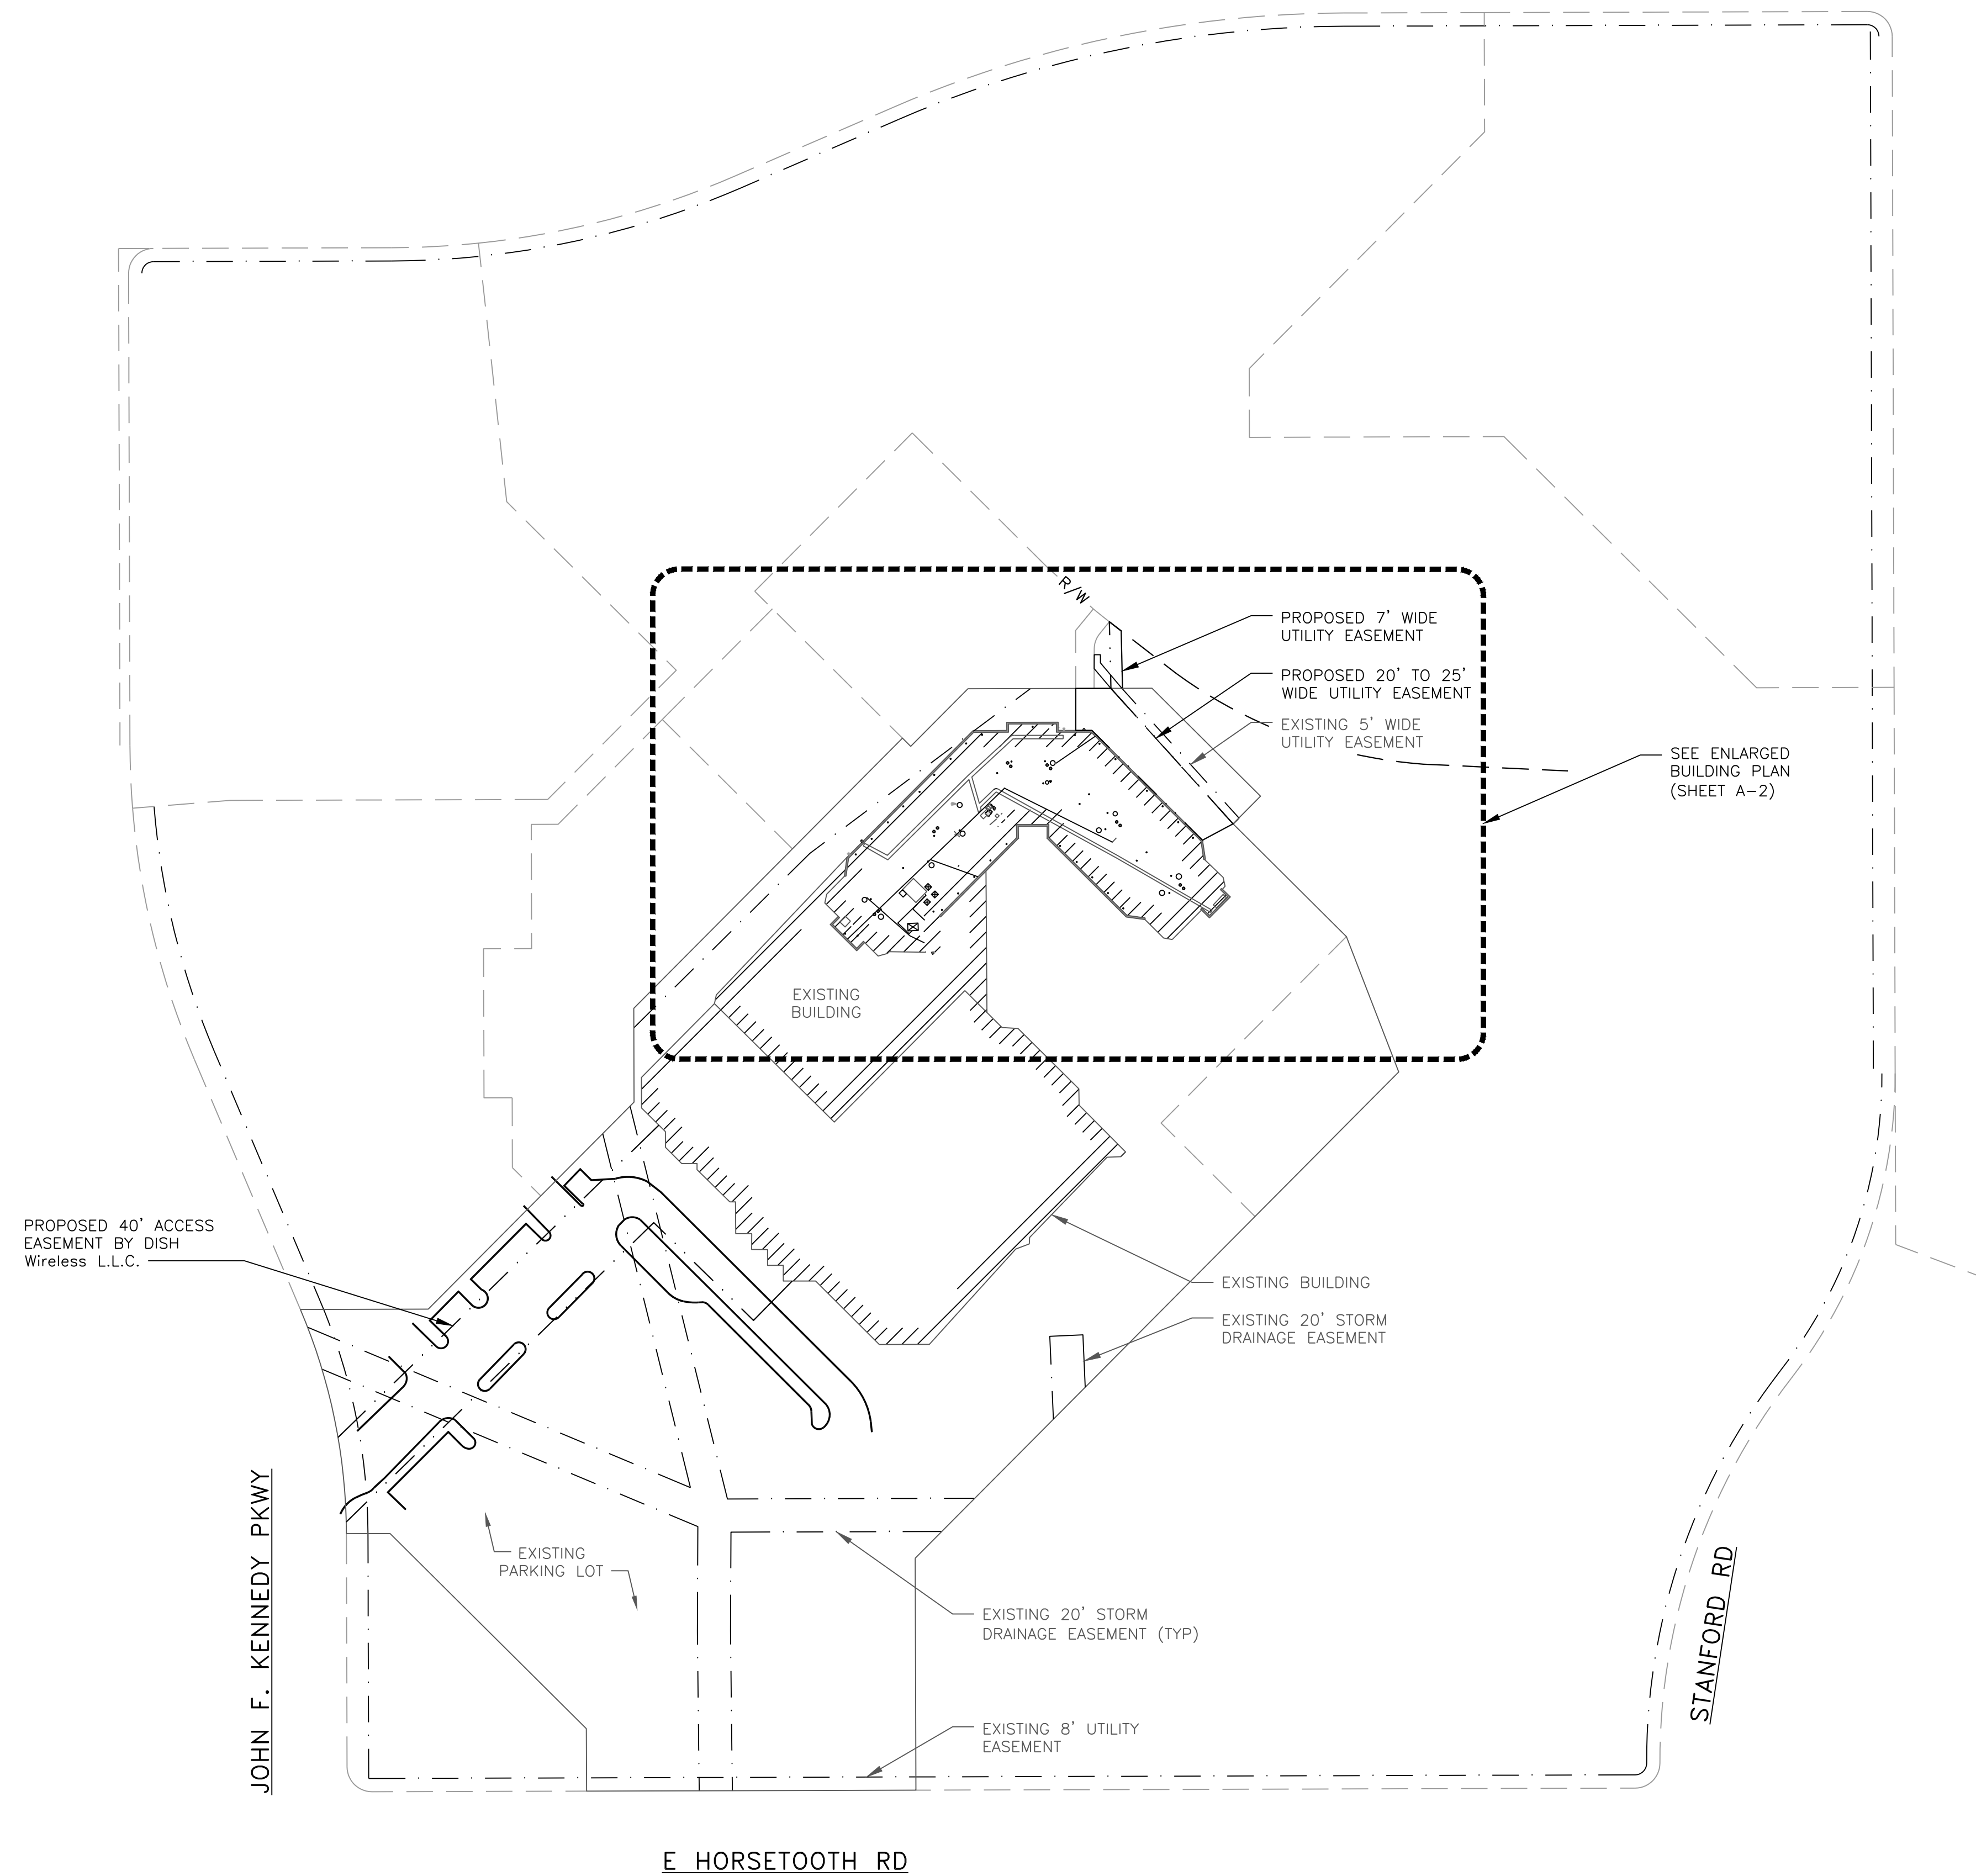 R/W
PROPOSED 7' WIDE
UTILITY EASEMENT
PROPOSED 20' TO 25'
WIDE UTILITY EASEMENT
EXISTING 5' WIDE
UTILITY EASEMENT
SEE ENLARGED
BUILDING PLAN
(SHEET A-2)
EXISTING
BUILDING
PROPOSED 40' ACCESS
EASEMENT BY DISH
Wireless L.L.C.
EXISTING BUILDING
EXISTING 20' STORM
DRAINAGE EASEMENT
JOHN F. KENNEDY PKWY
EXISTING
PARKING LOT
EXISTING 20' STORM
DRAINAGE EASEMENT (TYP)
STANFORD RD
EXISTING 8' UTILITY
EASEMENT
E HORSETOOTH RD